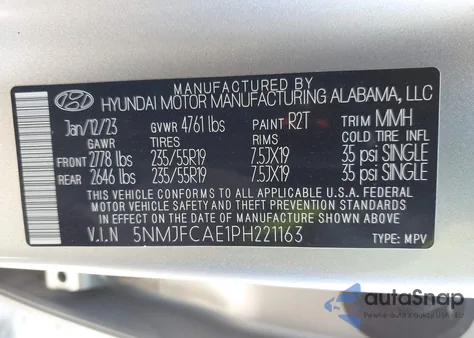 MANUFACTURED BY
HYUNDAI MOTOR MANUFACTURING ALABAMA, LLC
Jan/12/23 GVWR 4761 lbs PAINT R2T TRIM MMH
GAWR TIRES RIMS COLD TIRE INFL
FRONT 2778 lbs 235/55R19 7.5JX19 35 psi SINGLE
REAR 2646 lbs 235/55R19 7.5JX19 35 psi SINGLE
THIS VEHICLE CONFORMS TO ALL APPLICABLE U.S.A. FEDERAL
MOTOR VEHICLE SAFETY AND THEFT PREVENTION STANDARDS
IN EFFECT ON THE DATE OF MANUFACTURE SHOWN ABOVE.
V.I.N 5NMJFCAE1PH221163 TYPE: MPV
autoSnap